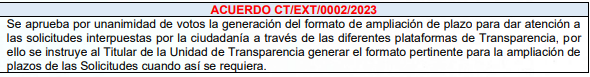 ACUERDO CT/EXT/0002/2023
Se aprueba por unanimidad de votos la generación del formato de ampliación de plazo para dar atención a
las solicitudes interpuestas por la ciudadanía a través de las diferentes plataformas de Transparencia, por
ello se instruye al Titular de la Unidad de Transparencia generar el formato pertinente para la ampliación de
plazos de las Solicitudes cuando así se requiera.